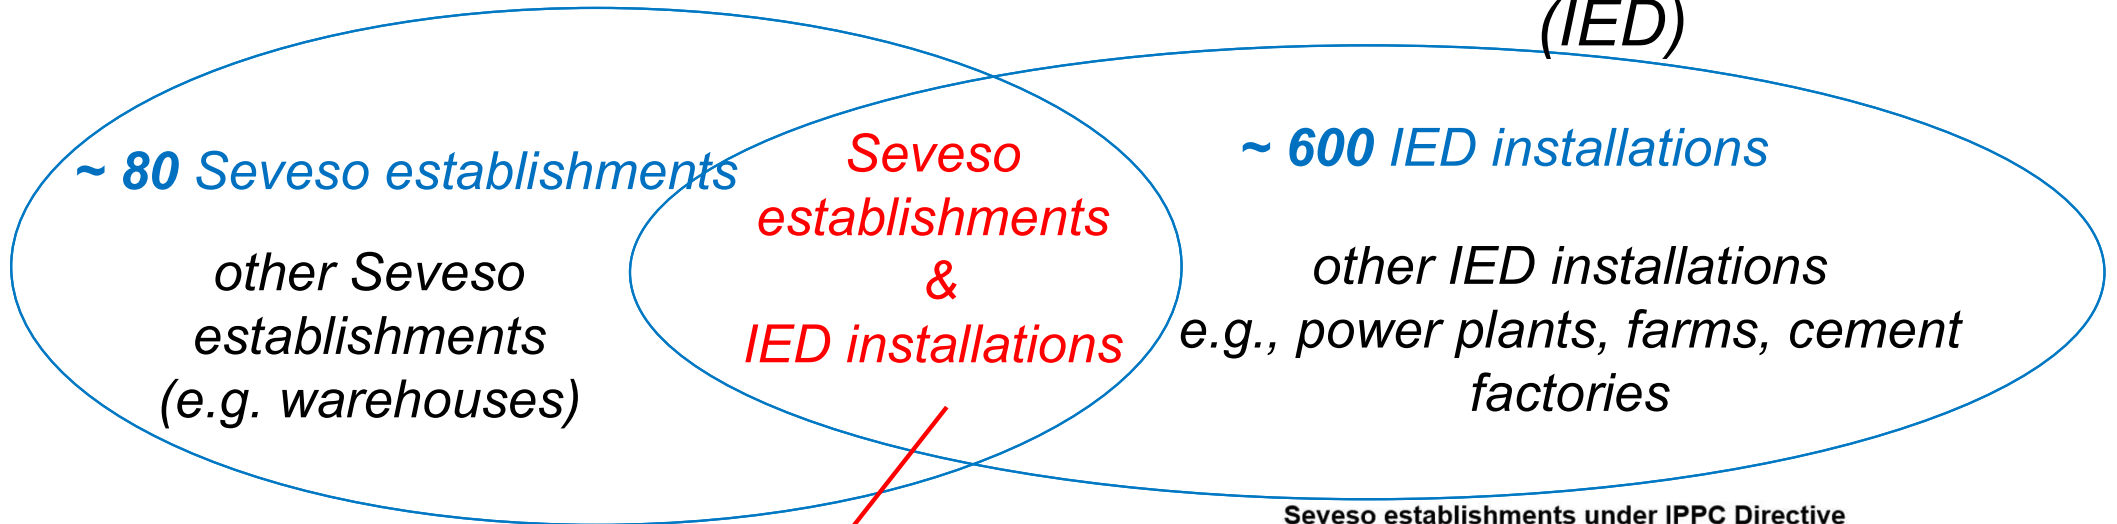 (IED)
~ 80 Seveso establishments
other Seveso
establishments
(e.g. warehouses)
Seveso
establishments
&
IED installations
~ 600 IED installations
other IED installations
e.g., power plants, farms, cement
factories
Seveso establishments under IPPC Directive